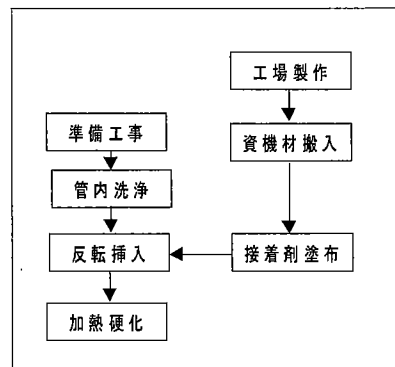 工場製作
準備工事
資機材搬入
管内洗浄
反転挿入
接着剤塗布
加熱硬化